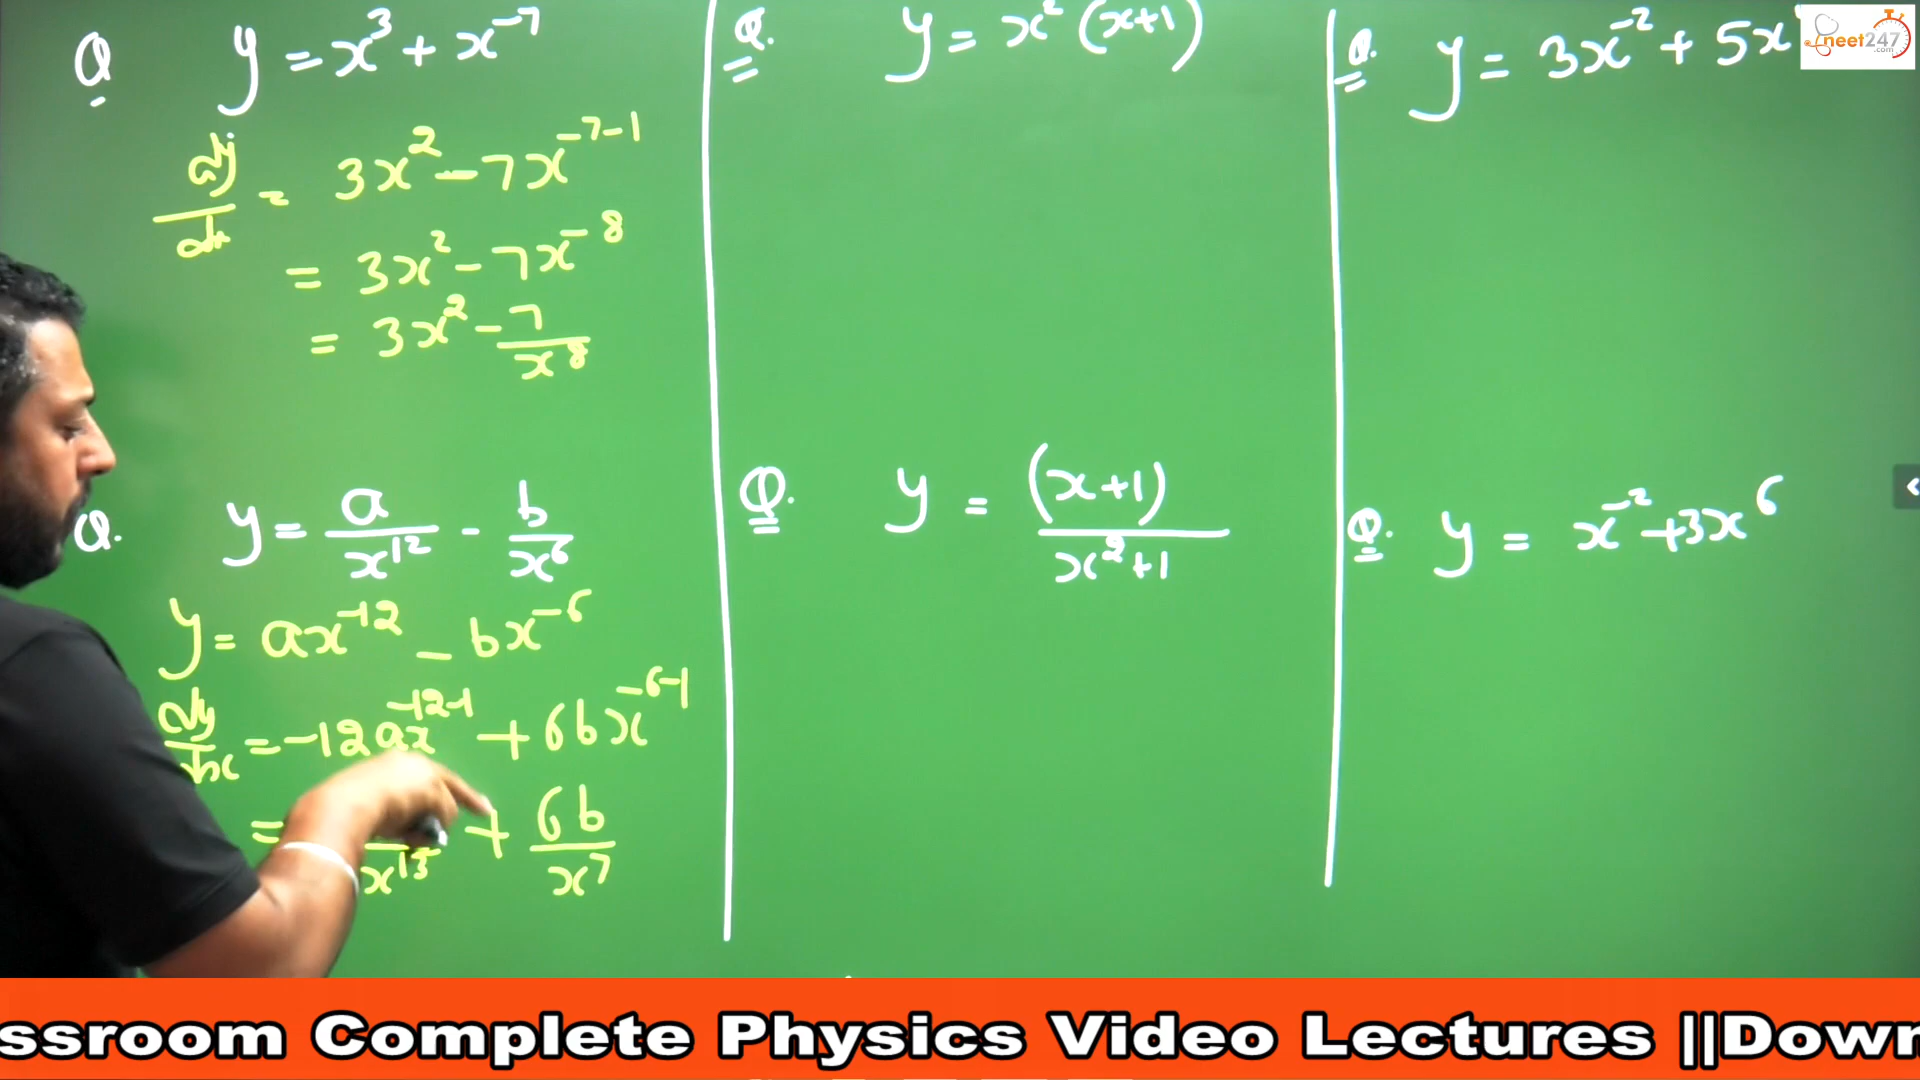 Q y = x³ + x⁻⁷
dy/dx = 3x² - 7x⁻⁷⁻¹
= 3x² - 7x⁻⁸
= 3x² - 7/x⁸
Q. y = a/x¹² - b/x⁶
y = ax⁻¹² - bx⁻⁶
dy/dx = -12ax⁻¹²⁻¹ + 6bx⁻⁶⁻¹
= /x¹³ + 6b/x⁷
Q. y = x²(x+1)
Q. y = (x+1)/x²+1
Q. y = 3x⁻² + 5x
Q. y = x⁻² + 3x⁶
neet247
.com
Complete Physics Video Lectures ||